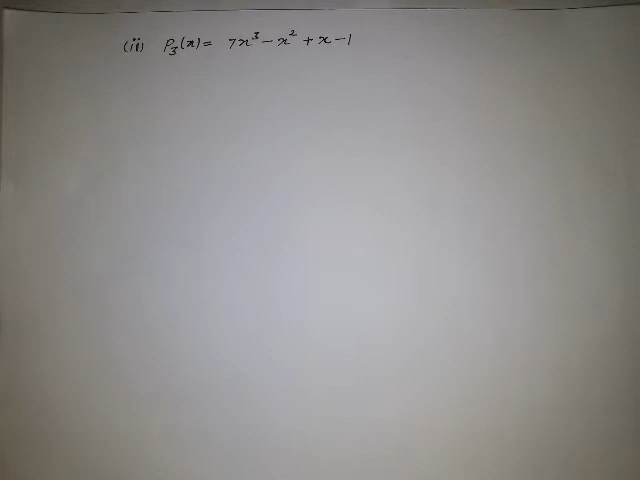 (ii) P₃(x) = 7x³ − x² + x − 1